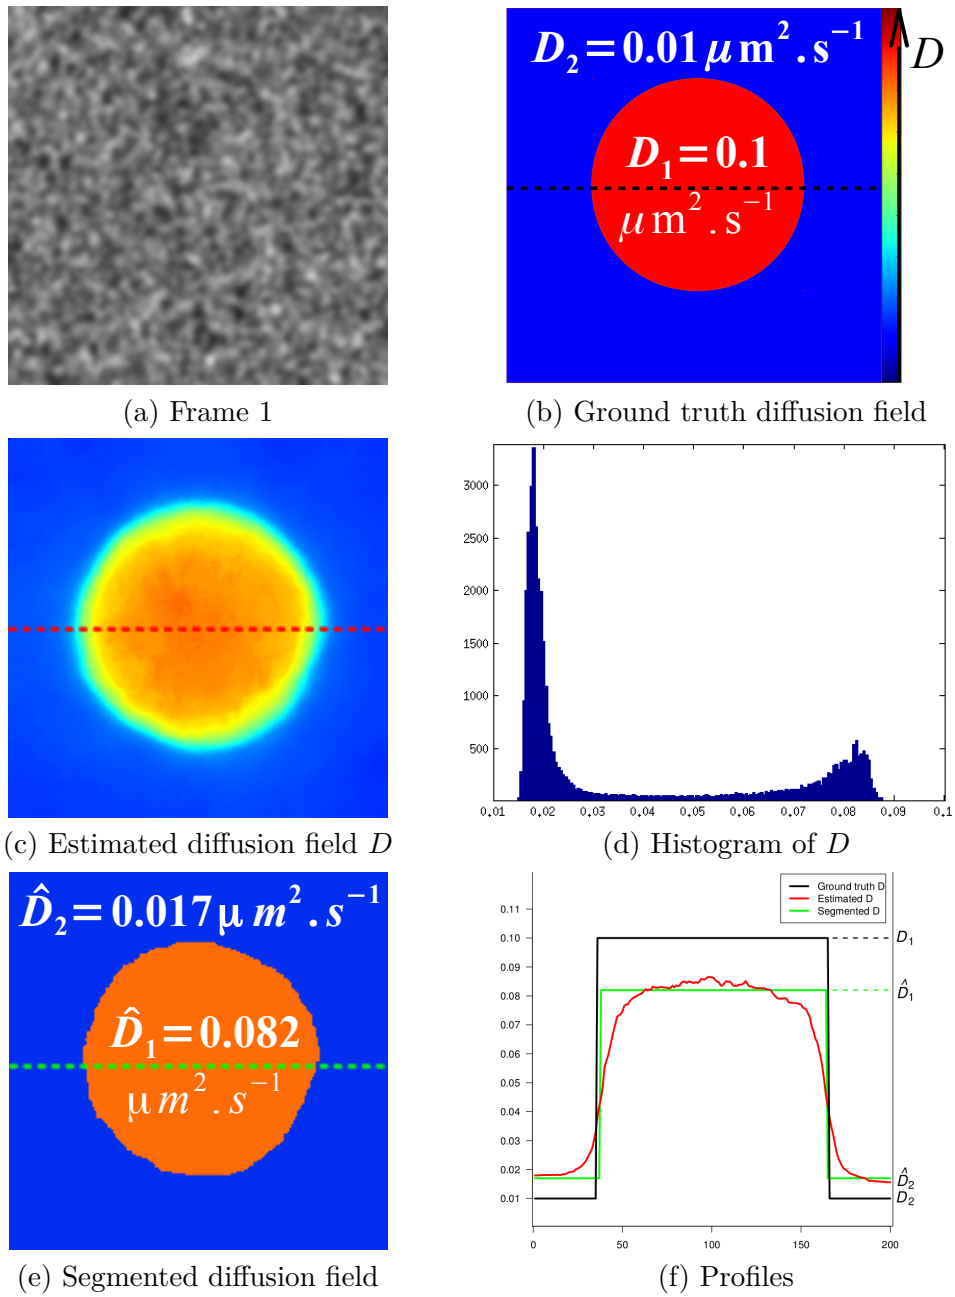 D₂ = 0.01 μm².s⁻¹
D
D₁ = 0.1
μm².s⁻¹
(a) Frame 1
(b) Ground truth diffusion field
3000
2500
2000
1500
1000
500
0.01 0.02 0.03 0.04 0.05 0.06 0.07 0.08 0.09 0.1
(c) Estimated diffusion field D
(d) Histogram of D
D̂₂ = 0.017 μm².s⁻¹
D̂₁ = 0.082
μm².s⁻¹
Ground truth D
Estimated D
Segmented D
0.11
0.10
0.09
0.08
0.07
0.06
0.05
0.04
0.03
0.02
0.01
D₁
D̂₁
D̂₂
D₂
0 50 100 150 200
(e) Segmented diffusion field
(f) Profiles